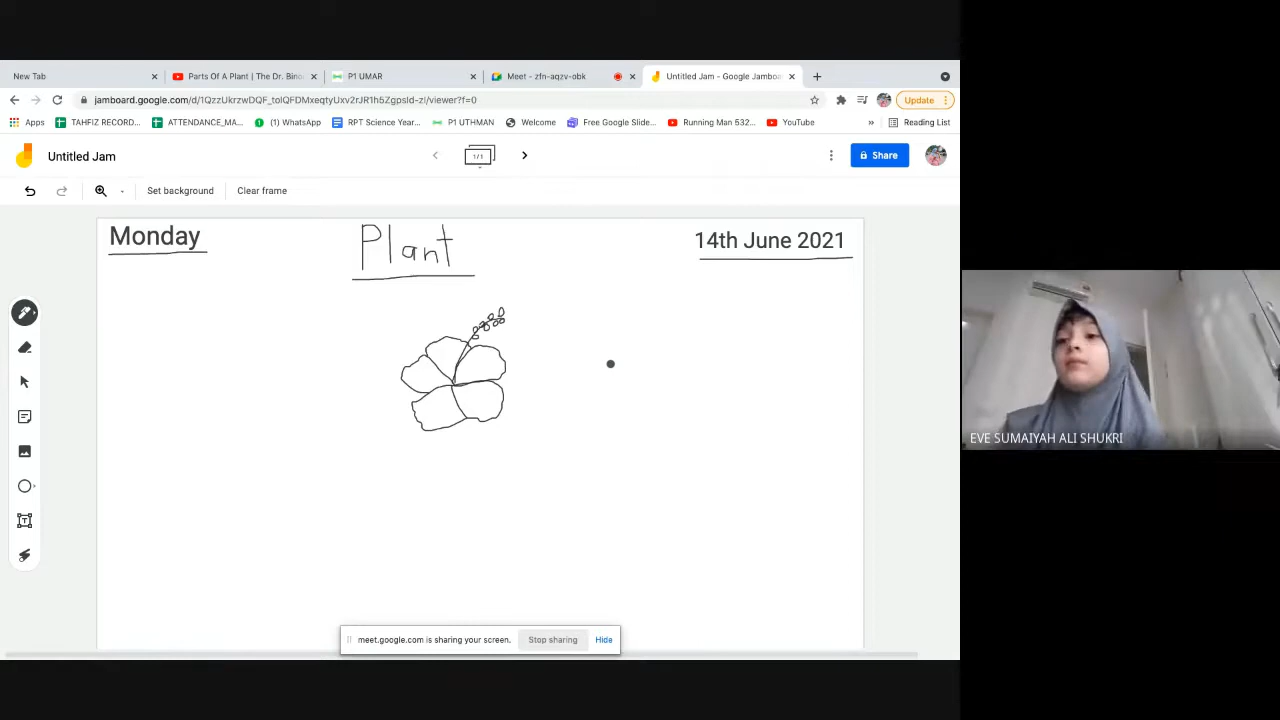 New Tab
Parts Of A Plant | The Dr. Bino
P1 UMAR
Meet - zfn-aqzv-obk
Untitled Jam - Google Jamboa
jamboard.google.com/d/1QzzUkrzwDQF_tolQFDMxeqtyUxv2rJR1h5Zgpsld-zI/viewer?f=0
Update
Apps
TAHFIZ RECORD...
ATTENDANCE_MA...
(1) WhatsApp
RPT Science Year...
P1 UTHMAN
Welcome
Free Google Slide...
Running Man 532...
YouTube
»
Reading List
Untitled Jam
1/1
Share
Set background
Clear frame
Monday
Plant
14th June 2021
EVE SUMAIYAH ALI SHUKRI
meet.google.com is sharing your screen.
Stop sharing
Hide